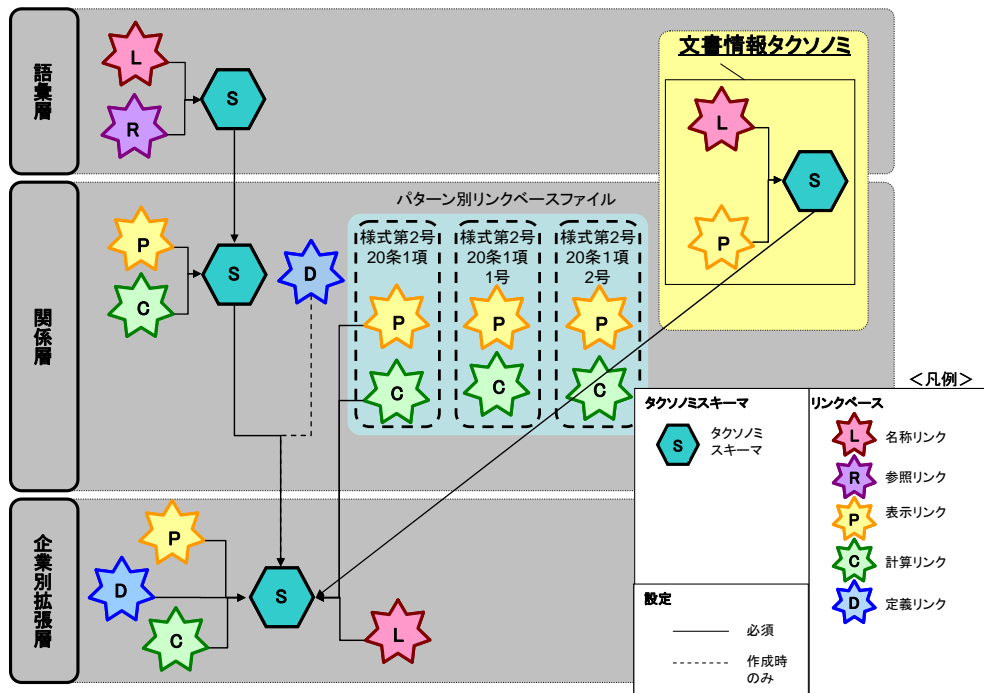 語彙層
L
R
S
文書情報タクソノミ
L
P
S
関係層
P
C
S
D
パターン別リンクベースファイル
様式第2号
20条1項
P
C
様式第2号
20条1項
1号
P
C
様式第2号
20条1項
2号
P
C
企業別拡張層
P
D
C
S
L
＜凡例＞
タクソノミスキーマ
S
タクソノミ
スキーマ
リンクベース
L
名称リンク
R
参照リンク
P
表示リンク
C
計算リンク
D
定義リンク
設定
必須
作成時
のみ